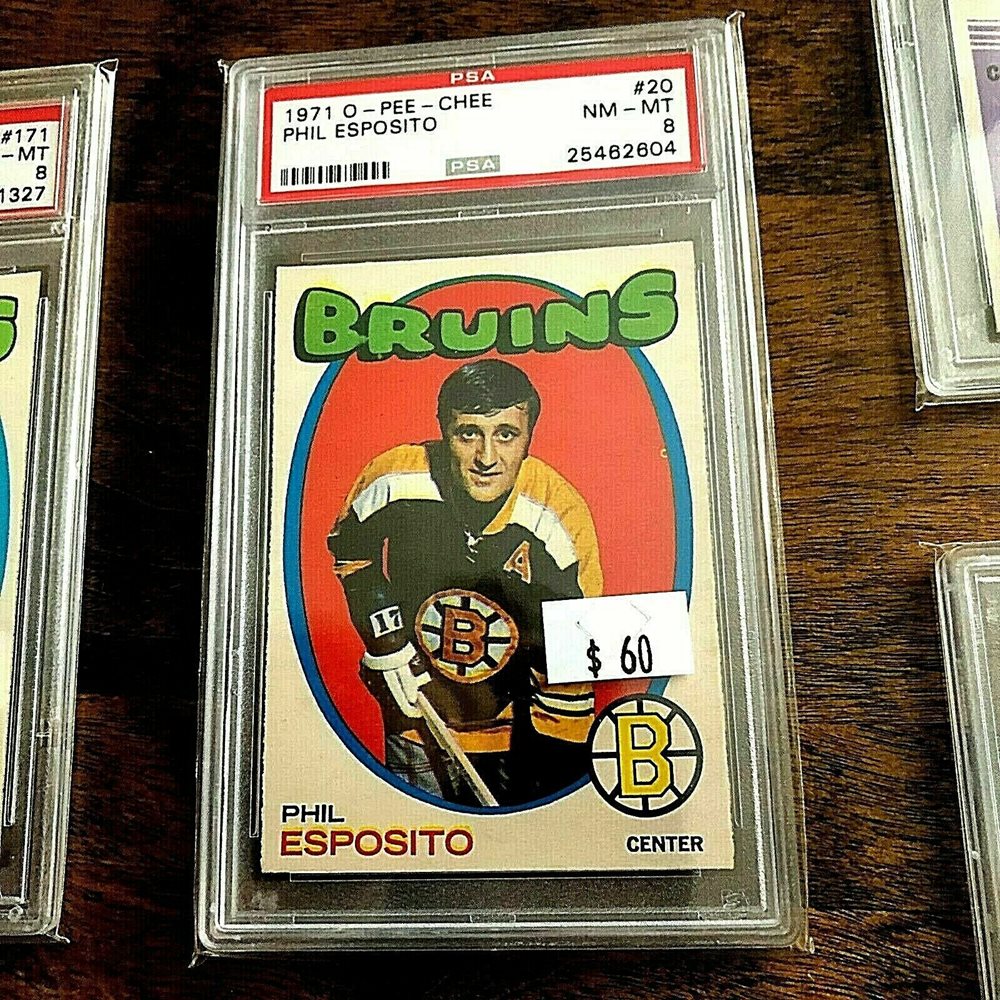 PSA
1971 O-PEE-CHEE #20
PHIL ESPOSITO NM-MT
8
PSA 25462604
BRUINS
A
17
B
$ 60
B
PHIL
ESPOSITO
CENTER
#171
-MT
8
1327
S
C